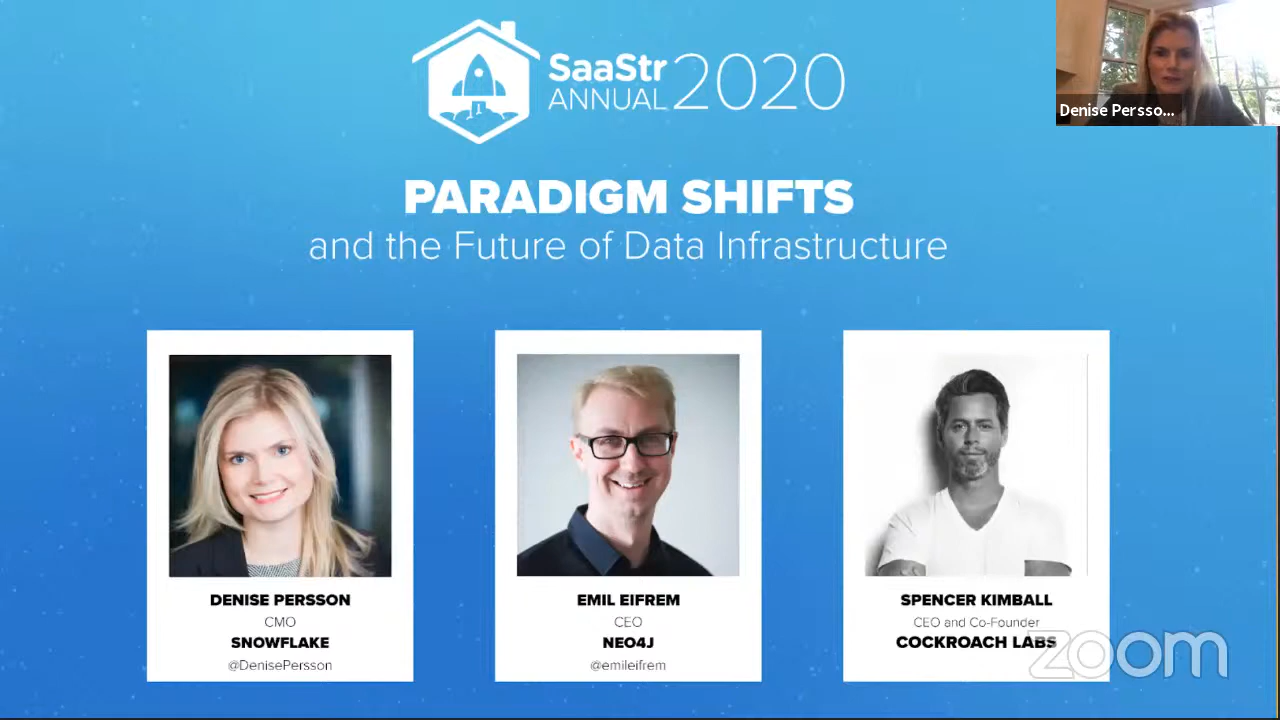 SaaStr
ANNUAL 2020
Denise Persso...
PARADIGM SHIFTS
and the Future of Data Infrastructure
DENISE PERSSON
CMO
SNOWFLAKE
@DenisePersson
EMIL EIFREM
CEO
NEO4J
@emileifrem
SPENCER KIMBALL
CEO and Co-Founder
COCKROACH LABS
zoom